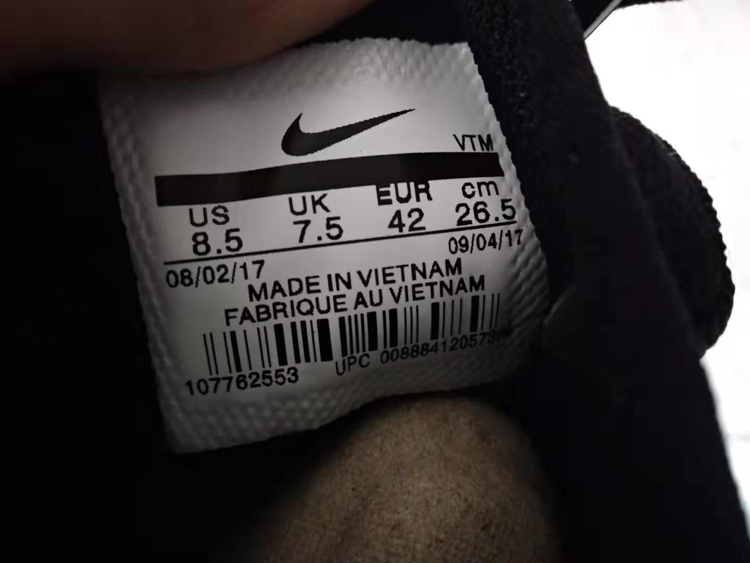 VTM
US UK EUR cm
8.5 7.5 42 26.5
08/02/17 09/04/17
MADE IN VIETNAM
FABRIQUE AU VIETNAM
107762553 UPC